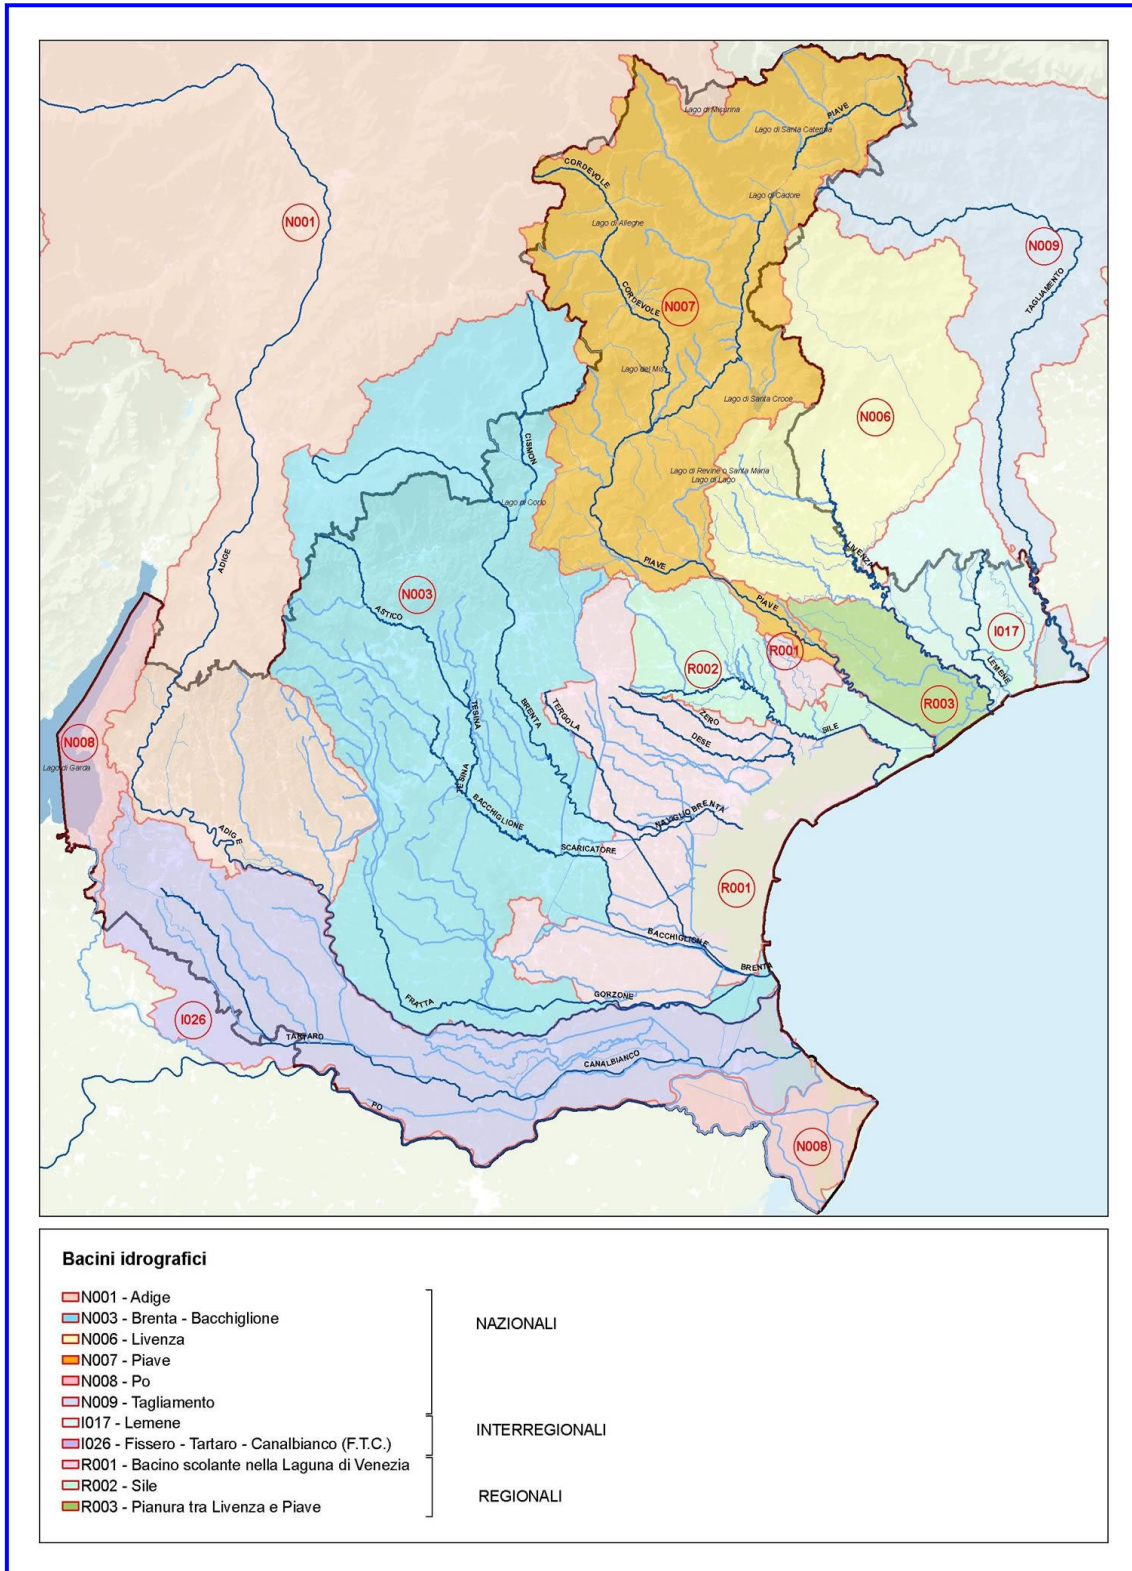 Lago di Misurina
PIAVE
Lago di Santa Caterina
CORDEVOLE
Lago di Cadore
N001
Lago di Alleghe
N009
TAGLIAMENTO
CORDEVOLE
N007
Lago del Mis
Lago di Santa Croce
N006
CISMON
Lago di Revine o Santa Maria
Lago di Lago
Lago di Corlo
ADIGE
LIVENZA
PIAVE
N003
PIAVE
ASTICO
I017
R001
R002
LEMENE
R003
TESINA
BRENTA
TERGOLA
ZERO
SILE
DESE
N008
Lago di Garda
TESINA
BACCHIGLIONE
NAVIGLIO BRENTA
ADIGE
SCARICATORE
R001
BACCHIGLIONE
BRENTA
FRATTA
GORZONE
I026
TARTARO
CANALBIANCO
PO
N008
Bacini idrografici
N001 - Adige
N003 - Brenta - Bacchiglione
NAZIONALI
N006 - Livenza
N007 - Piave
N008 - Po
N009 - Tagliamento
I017 - Lemene
INTERREGIONALI
I026 - Fissero - Tartaro - Canalbianco (F.T.C.)
R001 - Bacino scolante nella Laguna di Venezia
R002 - Sile
REGIONALI
R003 - Pianura tra Livenza e Piave